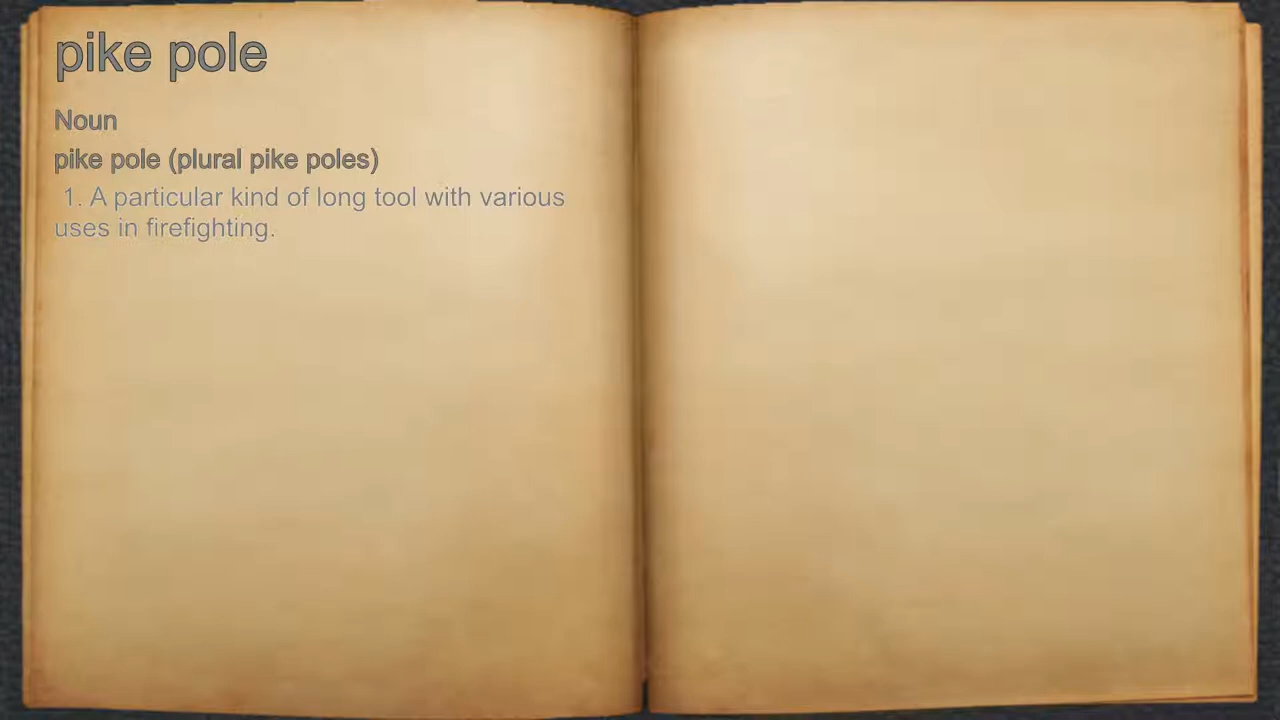 pike pole
Noun
pike pole (plural pike poles)
1. A particular kind of long tool with various
uses in firefighting.